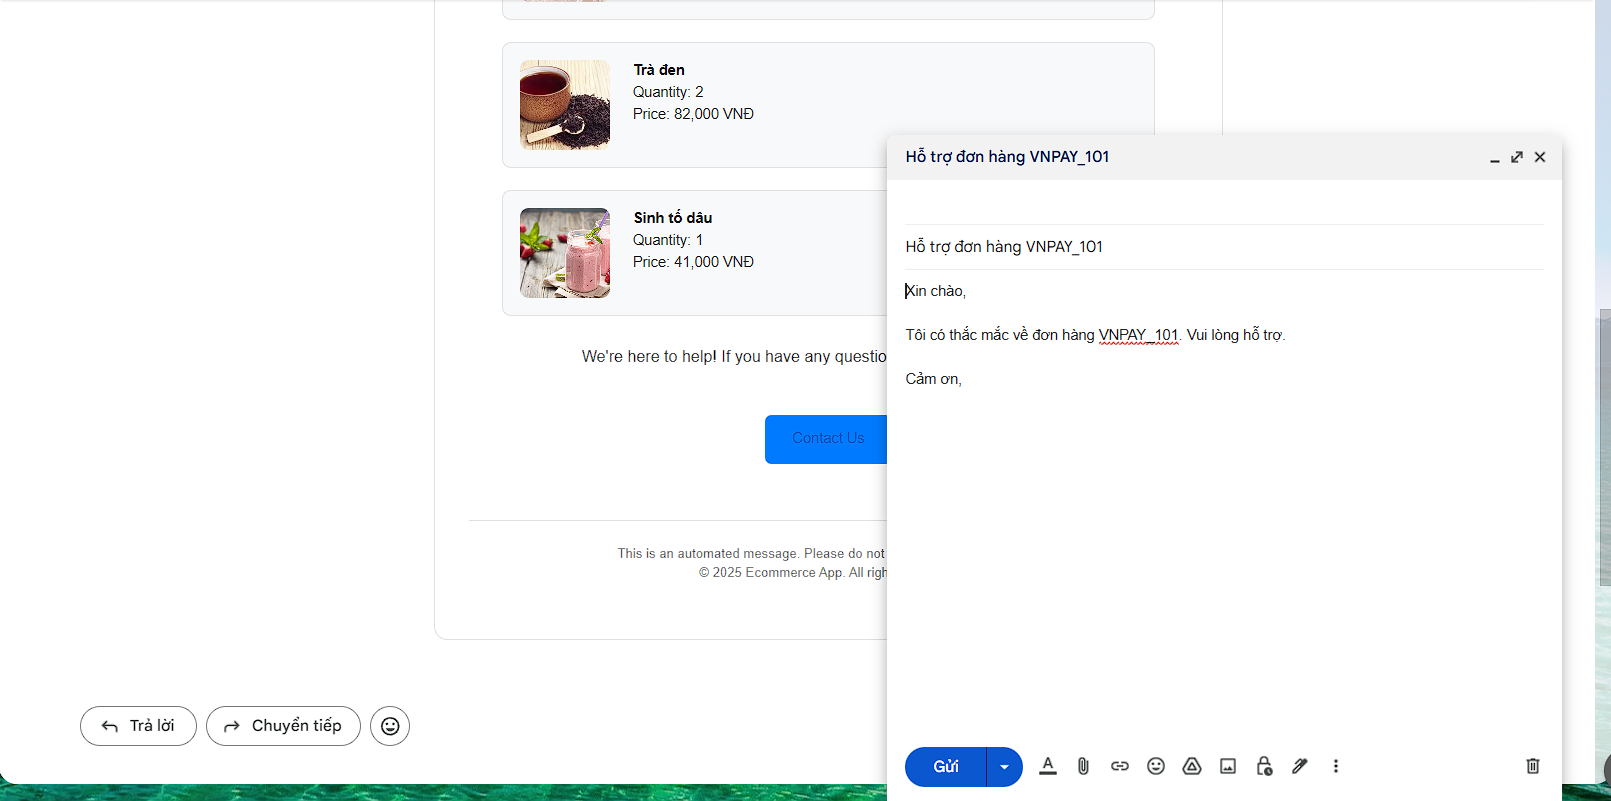 Trà đen
Quantity: 2
Price: 82,000 VNĐ
Sinh tố dâu
Quantity: 1
Price: 41,000 VNĐ
We're here to help! If you have any questio
Contact Us
This is an automated message. Please do not
© 2025 Ecommerce App. All righ
Trả lời
Chuyển tiếp
Hỗ trợ đơn hàng VNPAY_101
Hỗ trợ đơn hàng VNPAY_101
Xin chào,
Tôi có thắc mắc về đơn hàng VNPAY_101. Vui lòng hỗ trợ.
Cảm ơn,
Gửi